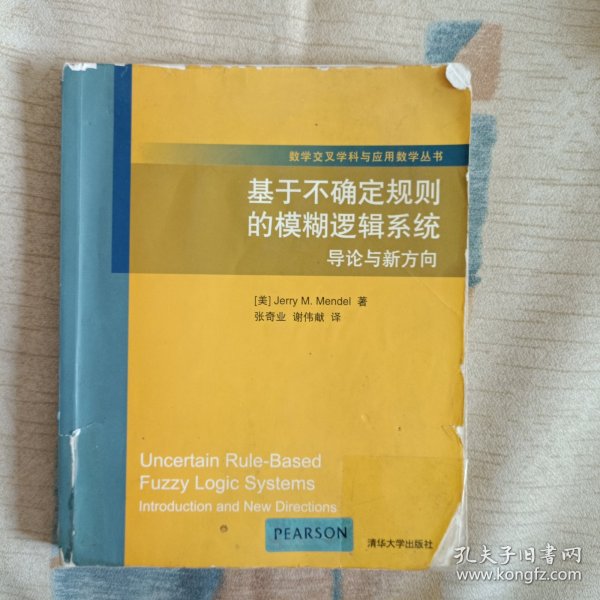 数学交叉学科与应用数学丛书
基于不确定规则
的模糊逻辑系统
导论与新方向
[美] Jerry M. Mendel 著
张奇业 谢伟献 译
Uncertain Rule-Based
Fuzzy Logic Systems
Introduction and New Directions
PEARSON
清华大学出版社
孔夫子旧书网
www.kongfz.com